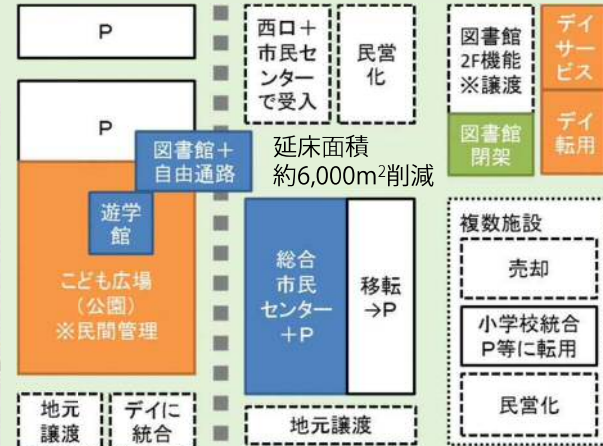 P
P
図書館＋
自由通路
遊学
館
こども広場
（公園）
※民間管理
地元
譲渡
デイに
統合
西口＋
市民セ
ンター
で受入
民営
化
延床面積
約6,000m²削減
総合
市民
センター
＋P
移転
→P
地元譲渡
図書館
2F機能
※譲渡
図書館
閉架
デイ
サー
ビス
デイ
転用
複数施設
売却
小学校統合
P等に転用
民営化